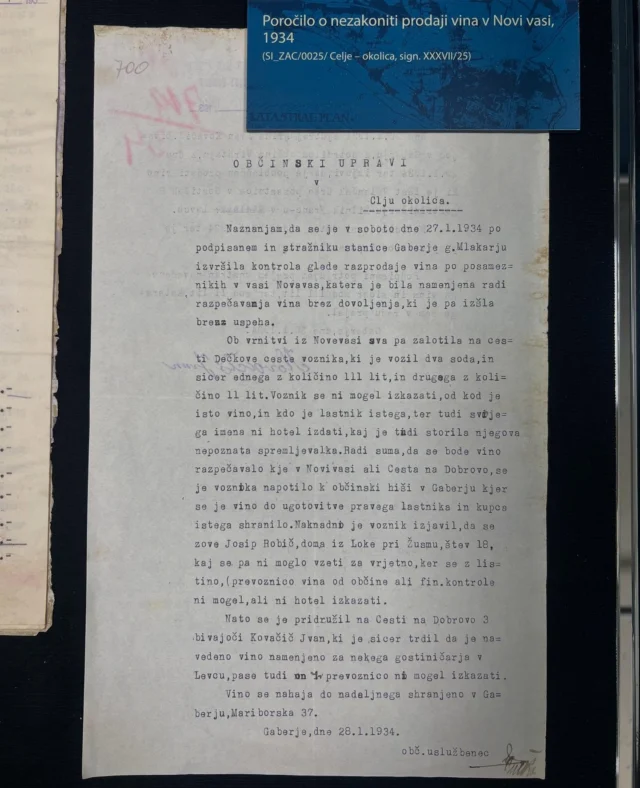 Poročilo o nezakoniti prodaji vina v Novi vasi,
1934
(SI_ZAC/0025/ Celje – okolica, sign. XXXVII/25)
KATASTRAL PLAN
700
OBČINSKI UPRAVI
v
Clju okolica.
Naznanjam,da se je v soboto dne 27.1.1934 po
podpisanem in stražniku stanice Gaberje g.Mlakarju
izvršila kontrola glede razprodaje vina po posamez=
nikih v vasi Novavas,katera je bila namenjena radi
razpečavanja vina brez dovoljenja,ki je pa izšla
brez uspeha.
Ob vrnitvi iz Novevasi sva pa zalotila na ces=
ti Dečkove ceste voznika,ki je vozil dva soda,in
sicer ednega z količino 111 lit,in drugega z koli=
čino 11 lit.Voznik se ni mogel izkazati,od kod je
isto vino,in kdo je lastnik istega,ter tudi svoje=
ga imena ni hotel izdati,kaj je tudi storila njegova
nepoznata spremljevalka.Radi suma,da se bode vino
razpečavalo kje v Novivasi ali Cesta na Dobrovo,se
je voznika napotilo k občinski hiši v Gaberju kjer
se je vino do ugotovitve pravega lastnika in kupca
istega shranilo.Naknadno je voznik izjavil,da se
zove Josip Robič,doma iz Loke pri Žusmu,štev 18,
kaj se pa ni moglo vzeti za vrjetno,ker se z lis=
tino,(prevoznico vina od občine ali fin.kontrole
ni mogel,ali ni hotel izkazati.
Nato se je pridružil na Cesti na Dobrovo 3
bivajoči Kovačič Jvan,ki je sicer trdil da je na=
vedeno vino namenjeno za nekega gostiničarja v
Levcu,pase tudi on z prevoznico ni mogel izkazati.
Vino se nahaja do nadeljnega shranjeno v Ga=
berju,Mariborska 37.
Gaberje,dne 28.1.1934.
obč.uslužbenec